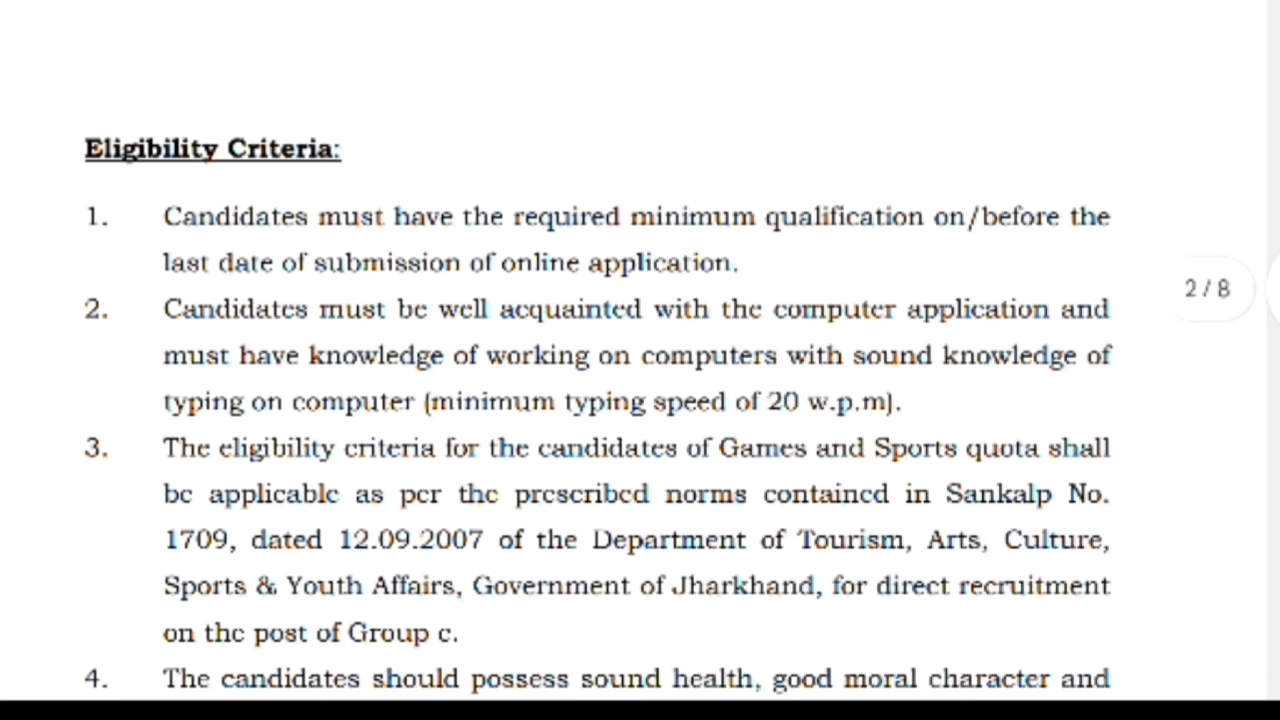 Eligibility Criteria:
1. Candidates must have the required minimum qualification on/before the
last date of submission of online application.
2. Candidates must be well acquainted with the computer application and
must have knowledge of working on computers with sound knowledge of
typing on computer (minimum typing speed of 20 w.p.m).
2 / 8
3. The eligibility criteria for the candidates of Games and Sports quota shall
be applicable as per the prescribed norms contained in Sankalp No.
1709, dated 12.09.2007 of the Department of Tourism, Arts, Culture,
Sports & Youth Affairs, Government of Jharkhand, for direct recruitment
on the post of Group c.
4. The candidates should possess sound health, good moral character and